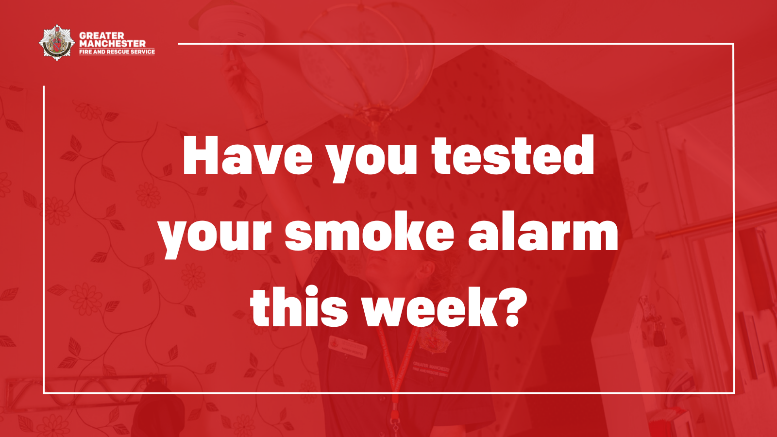 GREATER
MANCHESTER
FIRE AND RESCUE SERVICE
Have you tested
your smoke alarm
this week?